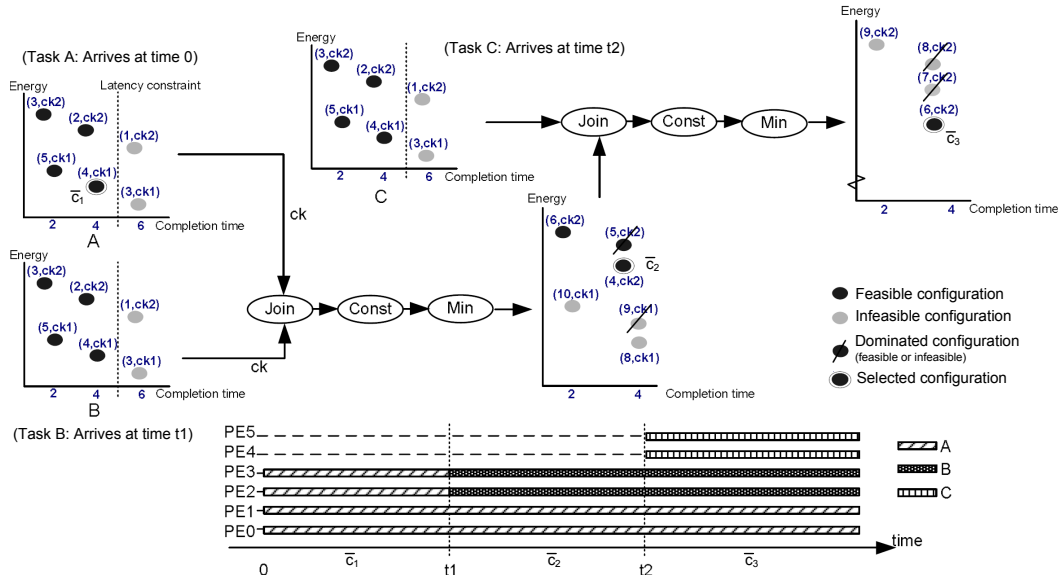 (Task A: Arrives at time 0)
Energy
Latency constraint
(3,ck2)
(2,ck2)
(1,ck2)
(5,ck1)
(4,ck1)
c̅1
(3,ck1)
2 4 6 Completion time
A
(Task C: Arrives at time t2)
Energy
(3,ck2)
(2,ck2)
(1,ck2)
(5,ck1)
(4,ck1)
(3,ck1)
2 4 6 Completion time
C
Join
Const
Min
Energy
(9,ck2)
(8,ck2)
(7,ck2)
(6,ck2)
c̅3
2 4
Completion time
ck
Energy
(3,ck2)
(2,ck2)
(1,ck2)
(5,ck1)
(4,ck1)
(3,ck1)
2 4 6 Completion time
B
(Task B: Arrives at time t1)
ck
Join
Const
Min
Energy
(6,ck2)
(5,ck2)
c̅2
(4,ck2)
(10,ck1)
(9,ck1)
(8,ck1)
2 4 Completion time
Feasible configuration
Infeasible configuration
Dominated configuration
(feasible or infeasible)
Selected configuration
PE5
PE4
PE3
PE2
PE1
PE0
A
B
C
time
c̅1 c̅2 c̅3
0 t1 t2